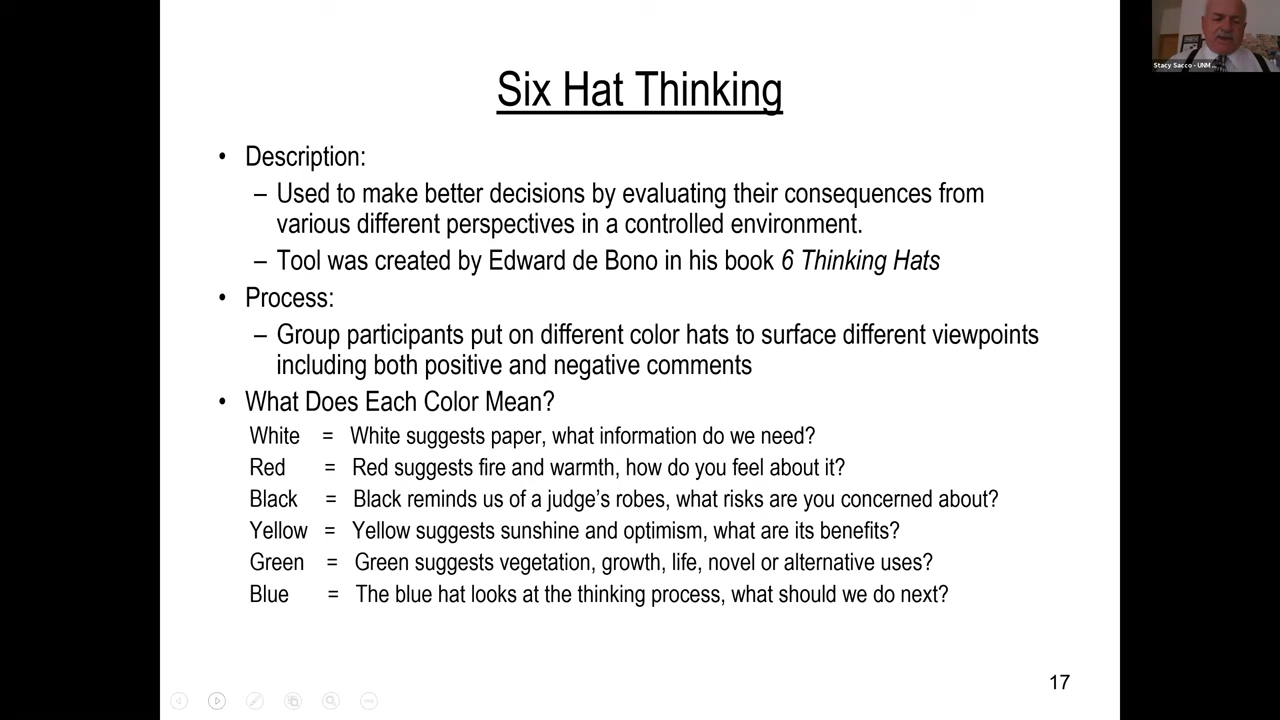 Stacy Sacco - UNM ...
Six Hat Thinking
• Description:
– Used to make better decisions by evaluating their consequences from
various different perspectives in a controlled environment.
– Tool was created by Edward de Bono in his book 6 Thinking Hats
• Process:
– Group participants put on different color hats to surface different viewpoints
including both positive and negative comments
• What Does Each Color Mean?
White = White suggests paper, what information do we need?
Red = Red suggests fire and warmth, how do you feel about it?
Black = Black reminds us of a judge’s robes, what risks are you concerned about?
Yellow = Yellow suggests sunshine and optimism, what are its benefits?
Green = Green suggests vegetation, growth, life, novel or alternative uses?
Blue = The blue hat looks at the thinking process, what should we do next?
17